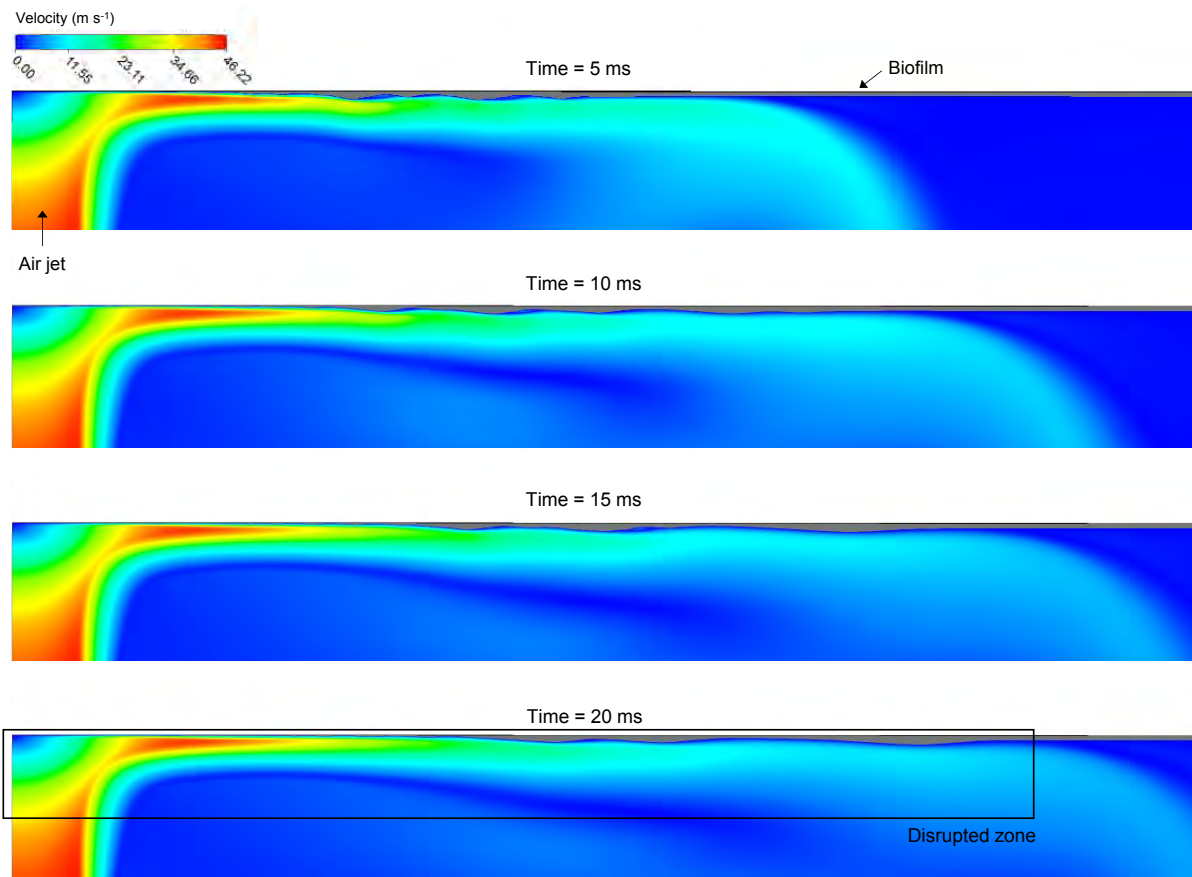 Velocity (m s⁻¹)
0.00 11.55 23.11 34.66 46.22
Time = 5 ms
Biofilm
Air jet
Time = 10 ms
Time = 15 ms
Time = 20 ms
Disrupted zone